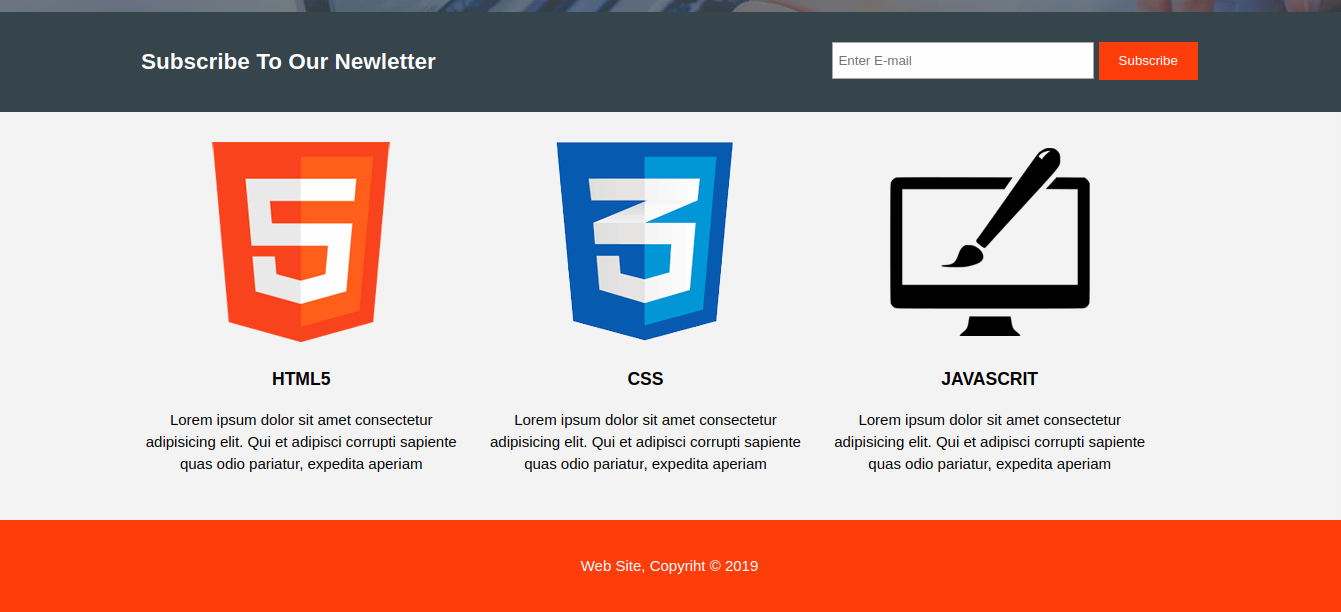 Subscribe To Our Newletter
Enter E-mail
Subscribe
5
3
HTML5
Lorem ipsum dolor sit amet consectetur
adipisicing elit. Qui et adipisci corrupti sapiente
quas odio pariatur, expedita aperiam
CSS
Lorem ipsum dolor sit amet consectetur
adipisicing elit. Qui et adipisci corrupti sapiente
quas odio pariatur, expedita aperiam
JAVASCRIT
Lorem ipsum dolor sit amet consectetur
adipisicing elit. Qui et adipisci corrupti sapiente
quas odio pariatur, expedita aperiam
Web Site, Copyriht © 2019